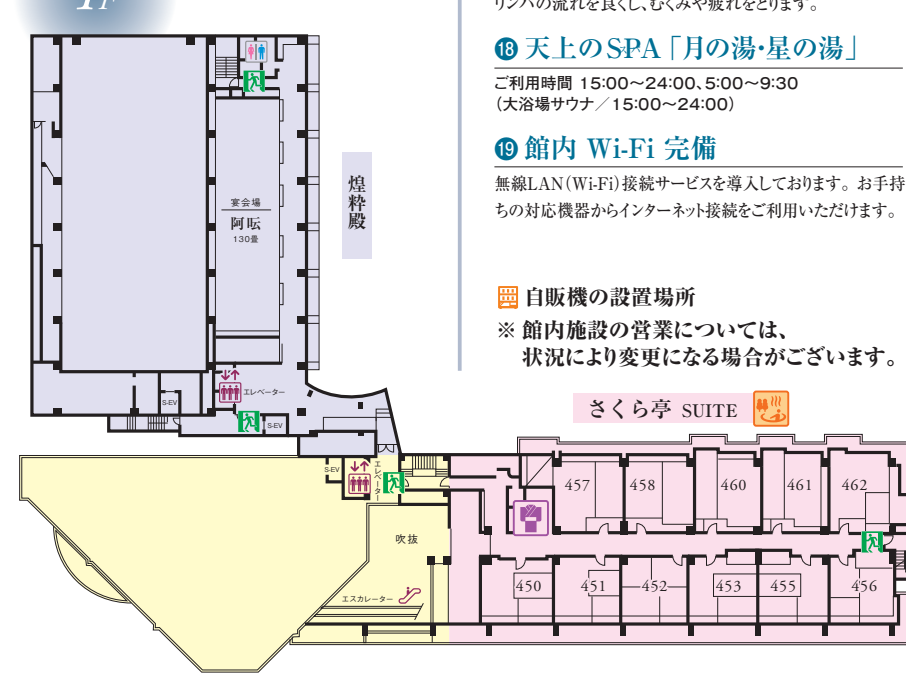 リンパの流れを良くし、むくみや疲れをとります。
⑱ 天上のSPA「月の湯・星の湯」
ご利用時間 15:00〜24:00、5:00〜9:30
(大浴場サウナ／15:00〜24:00)
⑲ 館内 Wi-Fi 完備
無線LAN(Wi-Fi)接続サービスを導入しております。お手持
ちの対応機器からインターネット接続をご利用いただけます。
自販機の設置場所
※ 館内施設の営業については、
状況により変更になる場合がございます。
煌粋殿
宴会場
阿吽
130畳
エレベーター
S-EV
S-EV
さくら亭 SUITE
S-EV
エレベーター
吹抜
エスカレーター
457
458
460
461
462
450
451
452
453
455
456